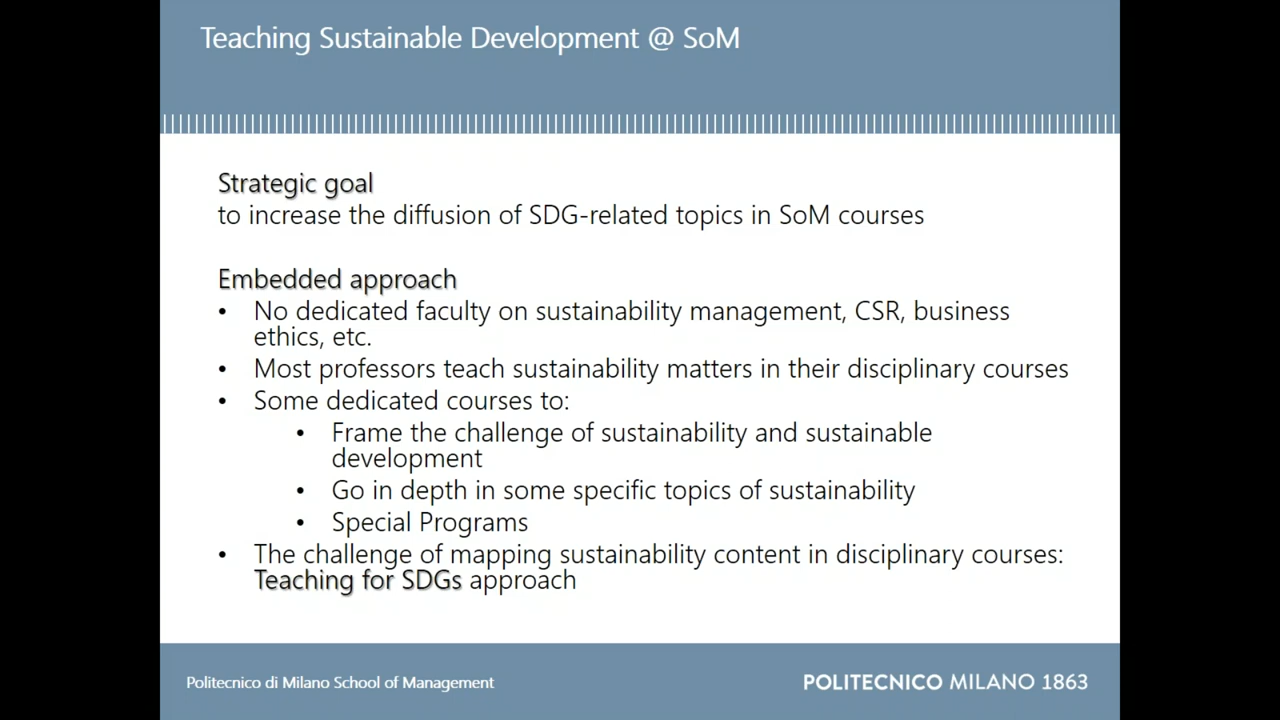 Teaching Sustainable Development @ SoM
Strategic goal
to increase the diffusion of SDG-related topics in SoM courses
Embedded approach
• No dedicated faculty on sustainability management, CSR, business
ethics, etc.
• Most professors teach sustainability matters in their disciplinary courses
• Some dedicated courses to:
• Frame the challenge of sustainability and sustainable
development
• Go in depth in some specific topics of sustainability
• Special Programs
• The challenge of mapping sustainability content in disciplinary courses:
Teaching for SDGs approach
Politecnico di Milano School of Management
POLITECNICO MILANO 1863